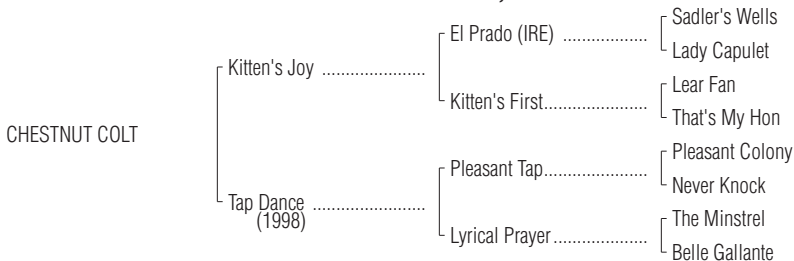 Sadler's Wells
El Prado (IRE) ..................
Lady Capulet
Kitten's Joy ......................
Lear Fan
Kitten's First......................
That's My Hon
CHESTNUT COLT
Pleasant Colony
Pleasant Tap......................
Never Knock
Tap Dance ........................
(1998)
The Minstrel
Lyrical Prayer....................
Belle Gallante